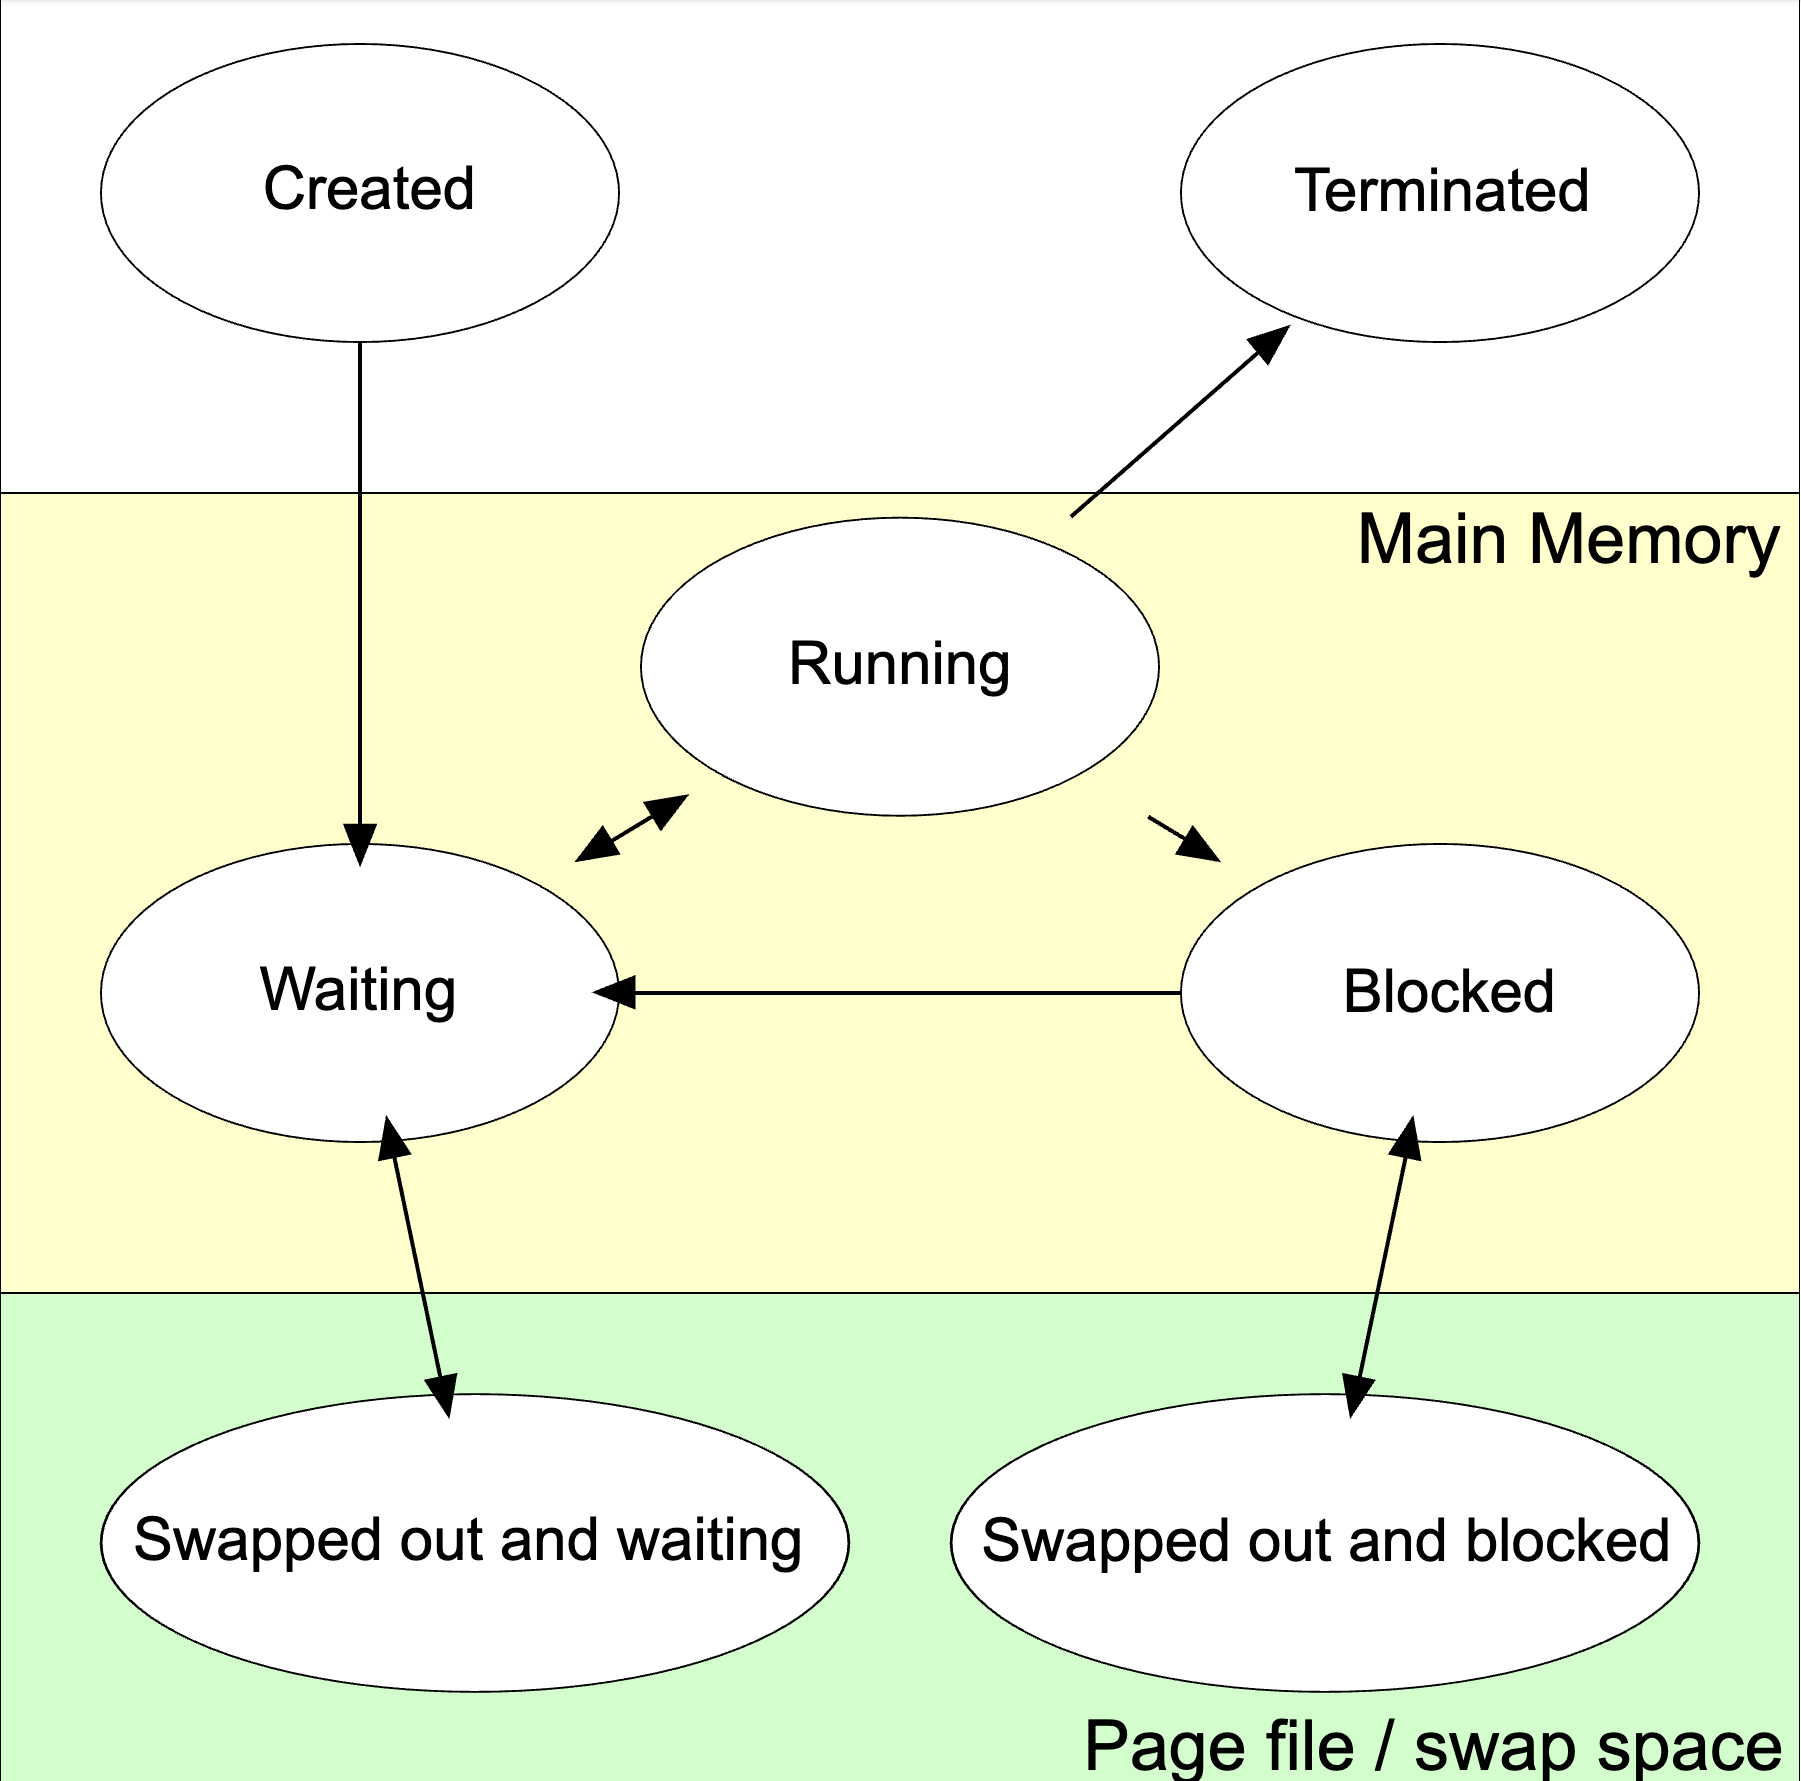 Created
Terminated
Main Memory
Running
Waiting
Blocked
Swapped out and waiting
Swapped out and blocked
Page file / swap space